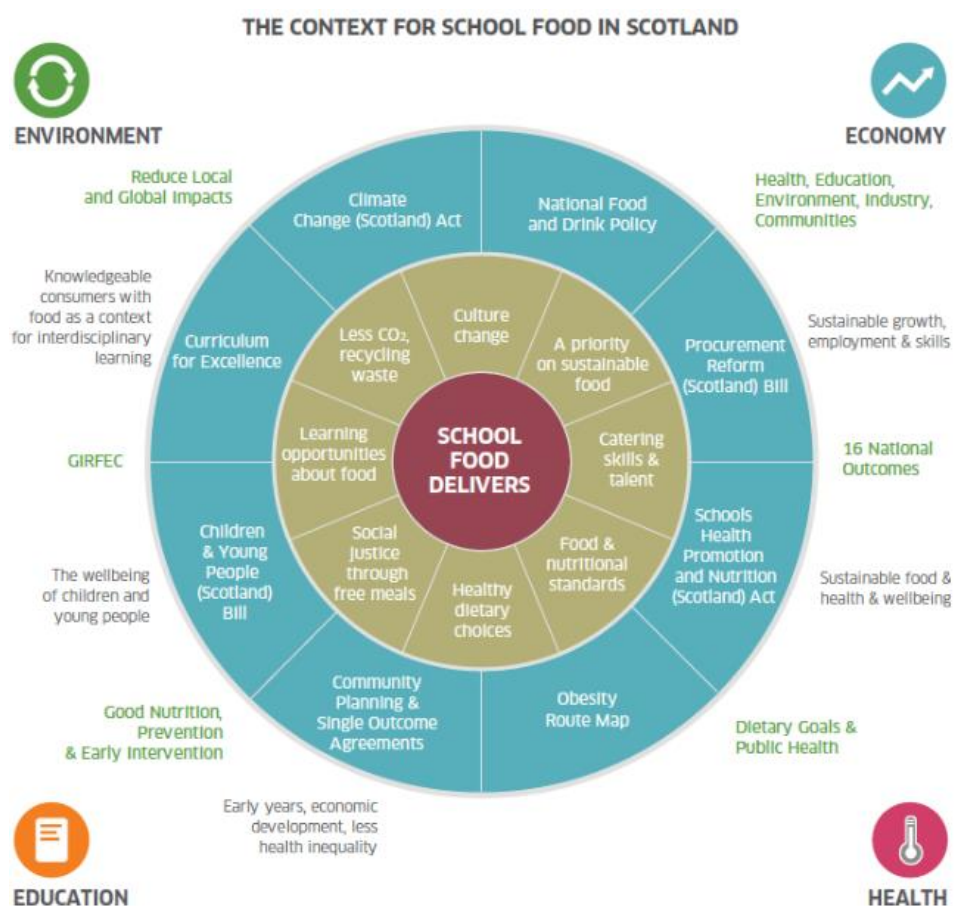 THE CONTEXT FOR SCHOOL FOOD IN SCOTLAND
ENVIRONMENT
ECONOMY
Reduce Local
and Global Impacts
Health, Education,
Environment, Industry,
Communities
Climate
Change (Scotland) Act
National Food
and Drink Policy
Knowledgeable
consumers with
food as a context
for interdisciplinary
learning
Sustainable growth,
employment & skills
Curriculum
for Excellence
Procurement
Reform
(Scotland) Bill
Less CO₂,
recycling
waste
Culture
change
A priority
on sustainable
food
GIRFEC
16 National
Outcomes
Learning
opportunities
about food
SCHOOL
FOOD
DELIVERS
Catering
skills &
talent
Children
& Young
People
(Scotland)
Bill
Social
justice
through
free meals
Healthy
dietary
choices
Food &
nutritional
standards
Schools
Health
Promotion
and Nutrition
(Scotland) Act
The wellbeing
of children and
young people
Sustainable food &
health & wellbeing
Community
Planning &
Single Outcome
Agreements
Obesity
Route Map
Good Nutrition,
Prevention
& Early Intervention
Dietary Goals &
Public Health
Early years, economic
development, less
health inequality
EDUCATION
HEALTH